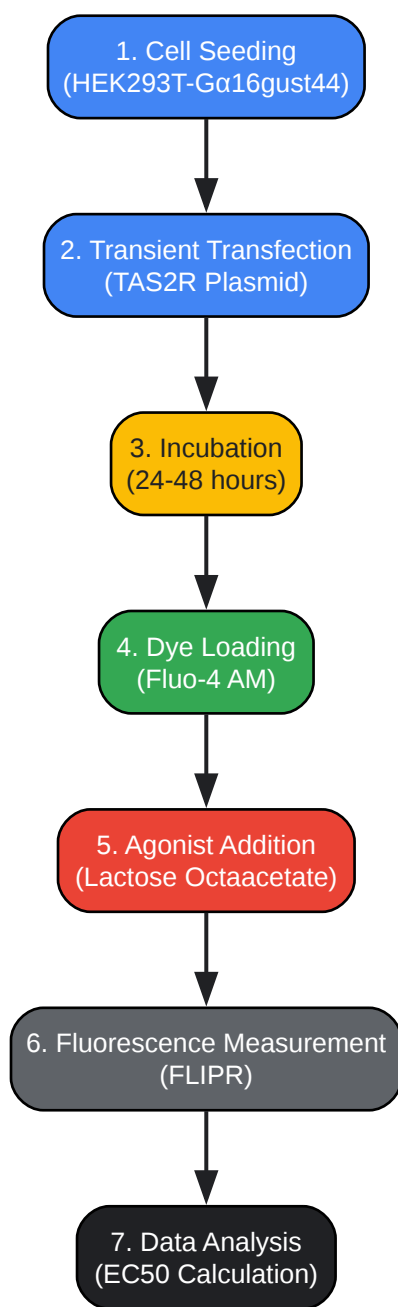 1. Cell Seeding
(HEK293T-Gα16gust44)
2. Transient Transfection
(TAS2R Plasmid)
3. Incubation
(24-48 hours)
4. Dye Loading
(Fluo-4 AM)
5. Agonist Addition
(Lactose Octaacetate)
6. Fluorescence Measurement
(FLIPR)
7. Data Analysis
(EC50 Calculation)